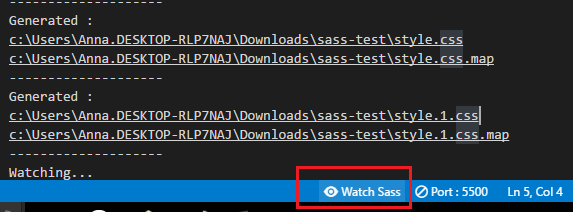 --------------------
Generated :
c:\Users\Anna.DESKTOP-RLP7NAJ\Downloads\sass-test\style.css
c:\Users\Anna.DESKTOP-RLP7NAJ\Downloads\sass-test\style.css.map
--------------------
Generated :
c:\Users\Anna.DESKTOP-RLP7NAJ\Downloads\sass-test\style.1.css
c:\Users\Anna.DESKTOP-RLP7NAJ\Downloads\sass-test\style.1.css.map
--------------------
Watching...
Watch Sass Port : 5500 Ln 5, Col 4